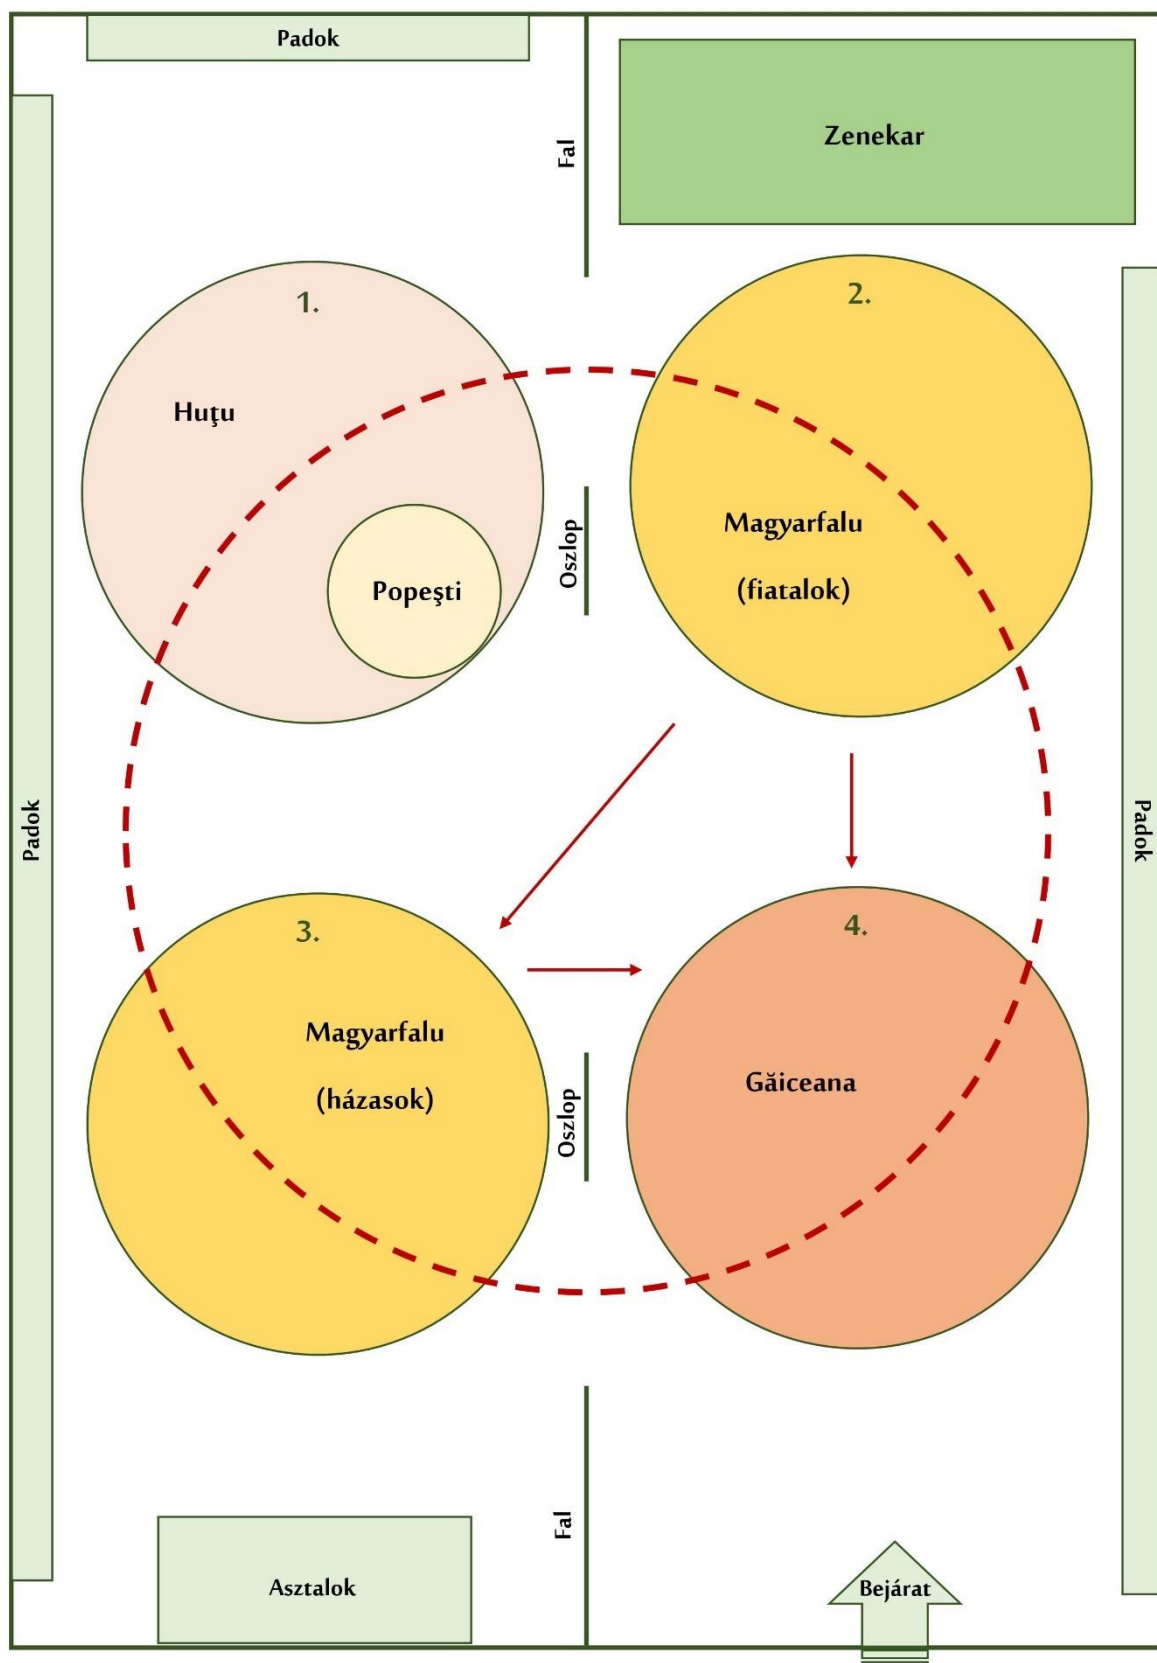 Padok
Zenekar
Fal
1.
2.
Huţu
Magyarfalu
(fiatalok)
Oszlop
Popeşti
Padok
Padok
3.
4.
Magyarfalu
(házasok)
Găiceana
Oszlop
Fal
Asztalok
Bejárat